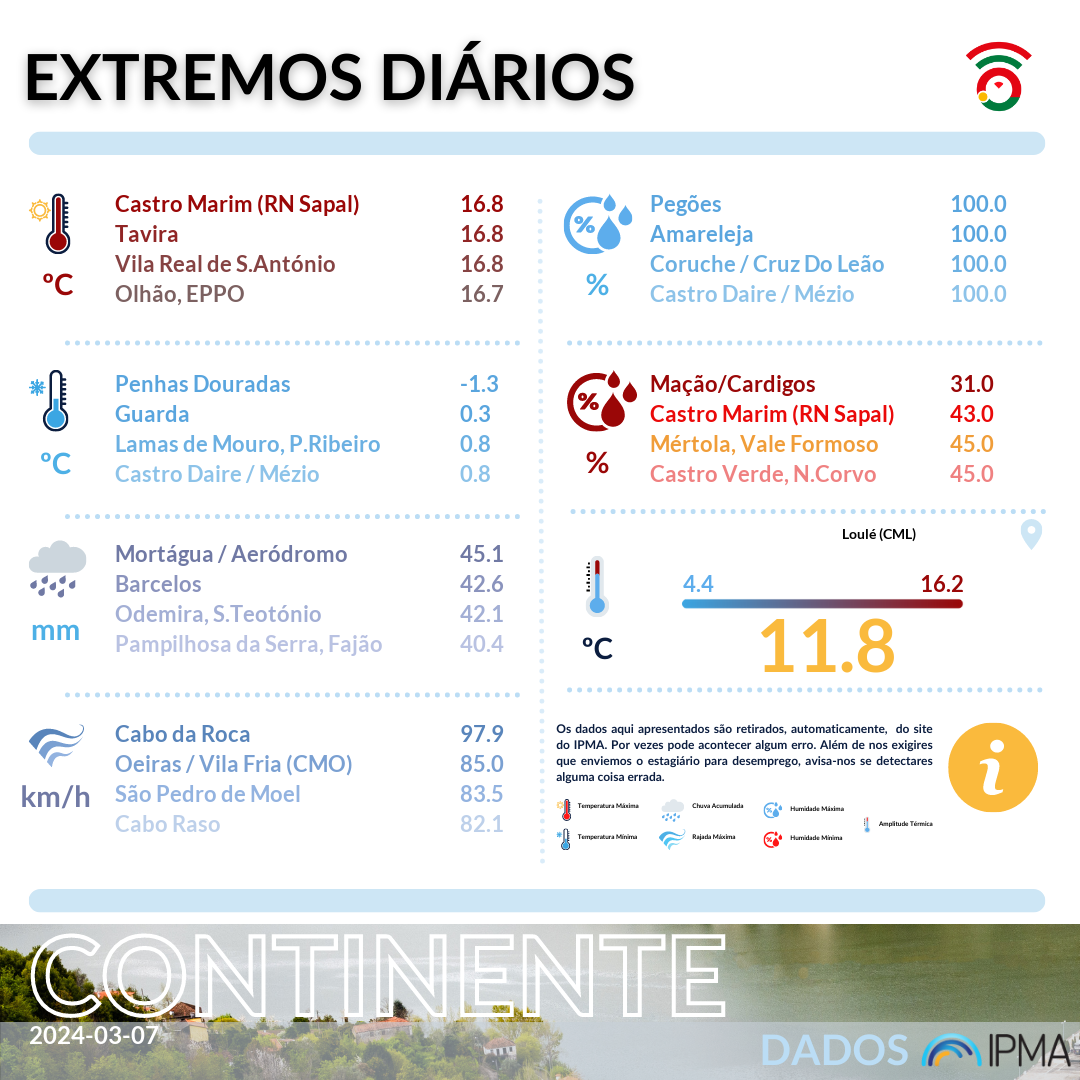 EXTREMOS DIÁRIOS
Castro Marim (RN Sapal) 16.8
Tavira 16.8
Vila Real de S.António 16.8
Olhão, EPPO 16.7
ºC
Penhas Douradas -1.3
Guarda 0.3
Lamas de Mouro, P.Ribeiro 0.8
Castro Daire / Mézio 0.8
ºC
Mortágua / Aeródromo 45.1
Barcelos 42.6
Odemira, S.Teotónio 42.1
Pampilhosa da Serra, Fajão 40.4
mm
Cabo da Roca 97.9
Oeiras / Vila Fria (CMO) 85.0
São Pedro de Moel 83.5
Cabo Raso 82.1
km/h
%
Pegões 100.0
Amareleja 100.0
Coruche / Cruz Do Leão 100.0
Castro Daire / Mézio 100.0
%
%
Mação/Cardigos 31.0
Castro Marim (RN Sapal) 43.0
Mértola, Vale Formoso 45.0
Castro Verde, N.Corvo 45.0
%
Loulé (CML)
4.4 16.2
11.8
ºC
Os dados aqui apresentados são retirados, automaticamente, do site
do IPMA. Por vezes pode acontecer algum erro. Além de nos exigires
que enviemos o estagiário para desemprego, avisa-nos se detectares
alguma coisa errada.
i
Temperatura Máxima
Chuva Acumulada
Humidade Máxima
Amplitude Térmica
Temperatura Mínima
Rajada Máxima
Humidade Mínima
CONTINENTE
2024-03-07
DADOS IPMA